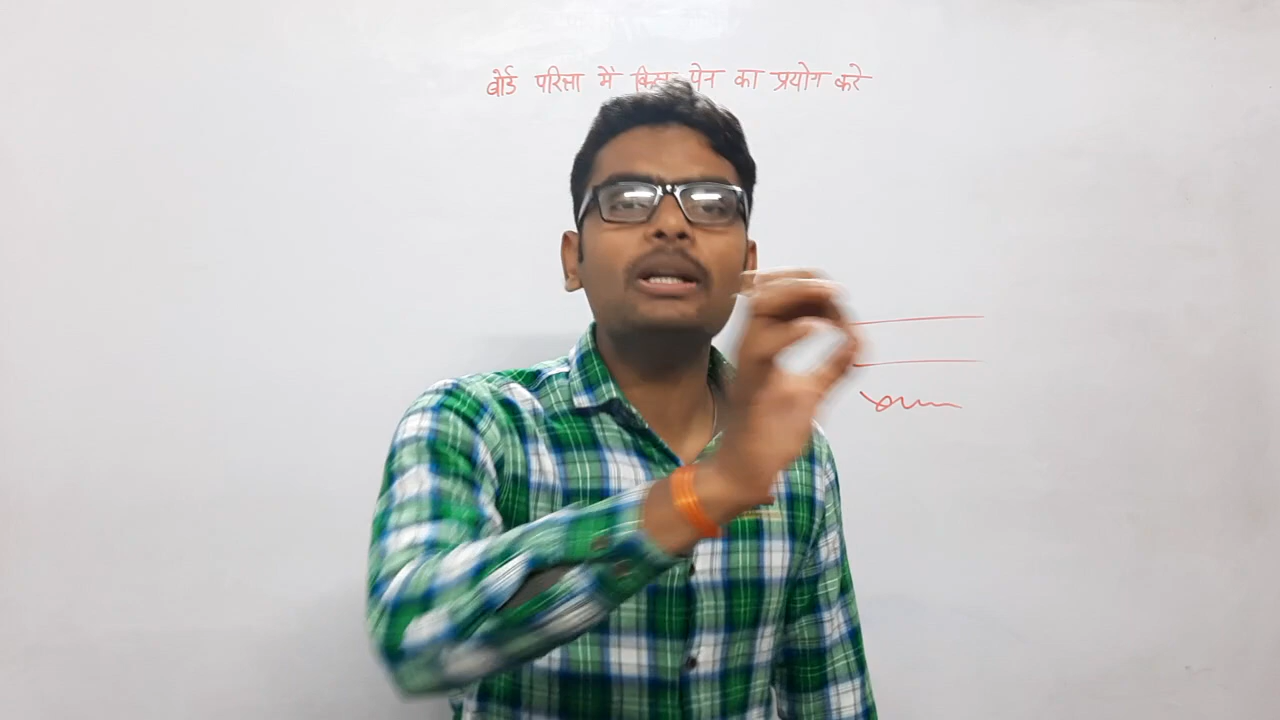 बोर्ड परिक्षा में किस पेन का प्रयोग करे